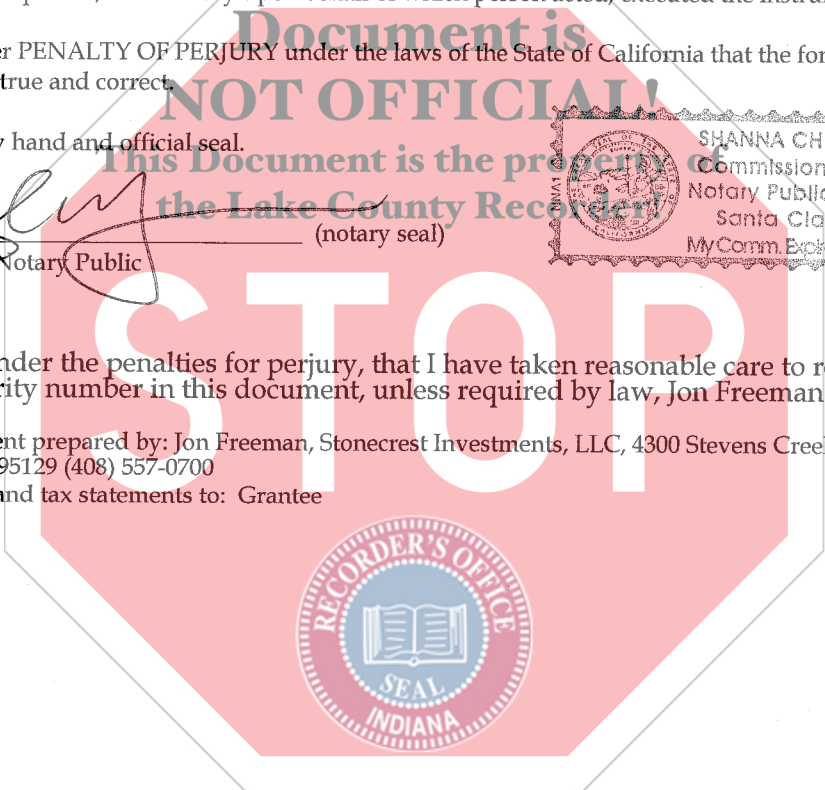 Document is
er PENALTY OF PERJURY under the laws of the State of California that the for
true and correct.
NOT OFFICIAL!
y hand and official seal.
This Document is the property of
the Lake County Recorder!
SHANNA CH
Commission
Notary Public
Santa Cla
My Comm. Expi
(notary seal)
Notary Public
STOP
nder the penalties for perjury, that I have taken reasonable care to r
rity number in this document, unless required by law, Jon Freeman
ent prepared by: Jon Freeman, Stonecrest Investments, LLC, 4300 Stevens Creek
95129 (408) 557-0700
and tax statements to: Grantee
RECORDER'S OFFICE
SEAL
INDIANA